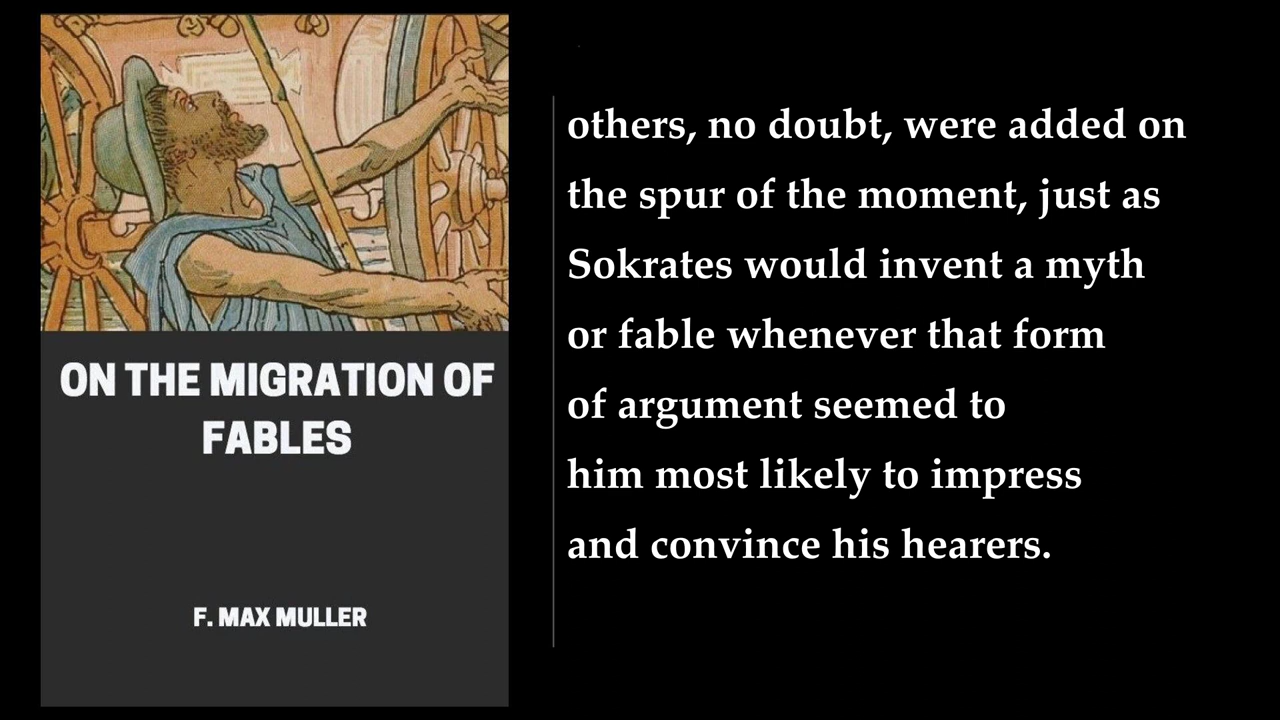 ON THE MIGRATION OF
FABLES
F. MAX MULLER
others, no doubt, were added on
the spur of the moment, just as
Sokrates would invent a myth
or fable whenever that form
of argument seemed to
him most likely to impress
and convince his hearers.